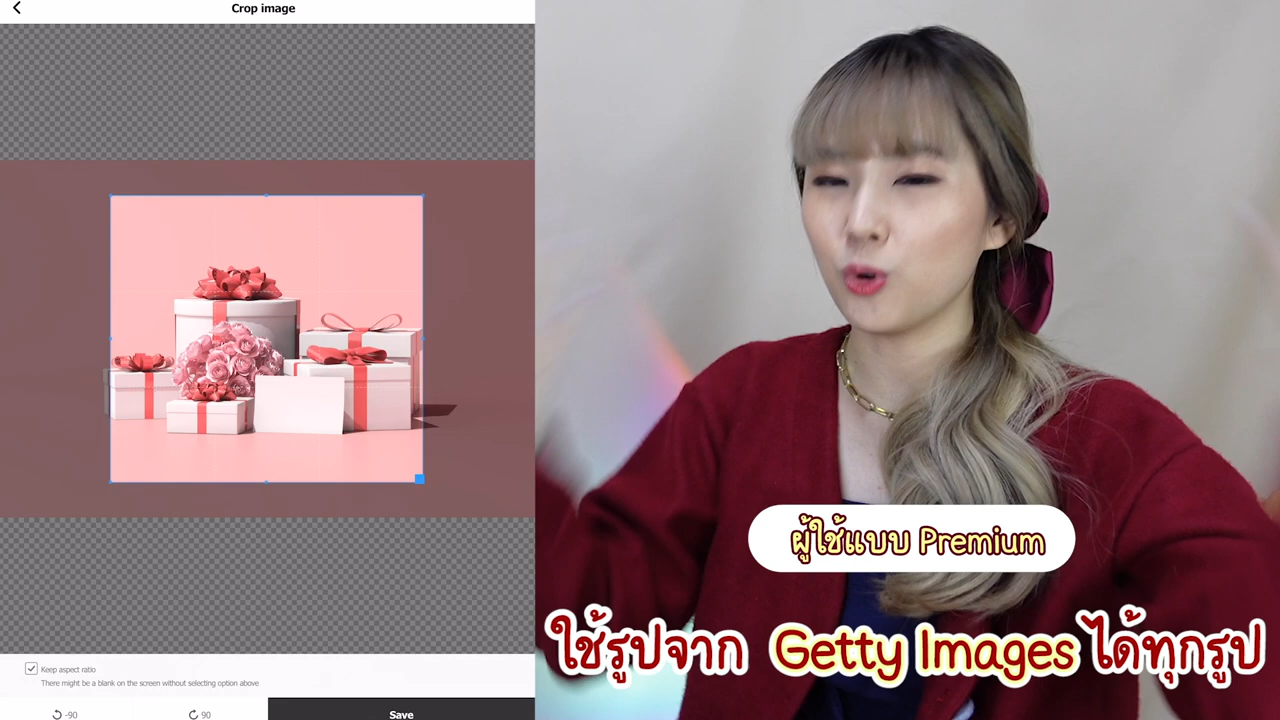 Crop image
Keep aspect ratio
There might be a blank on the screen without selecting option above
-90
90
Save
ผู้ใช้แบบ Premium
ใช้รูปจาก Getty Images ได้ทุกรูป